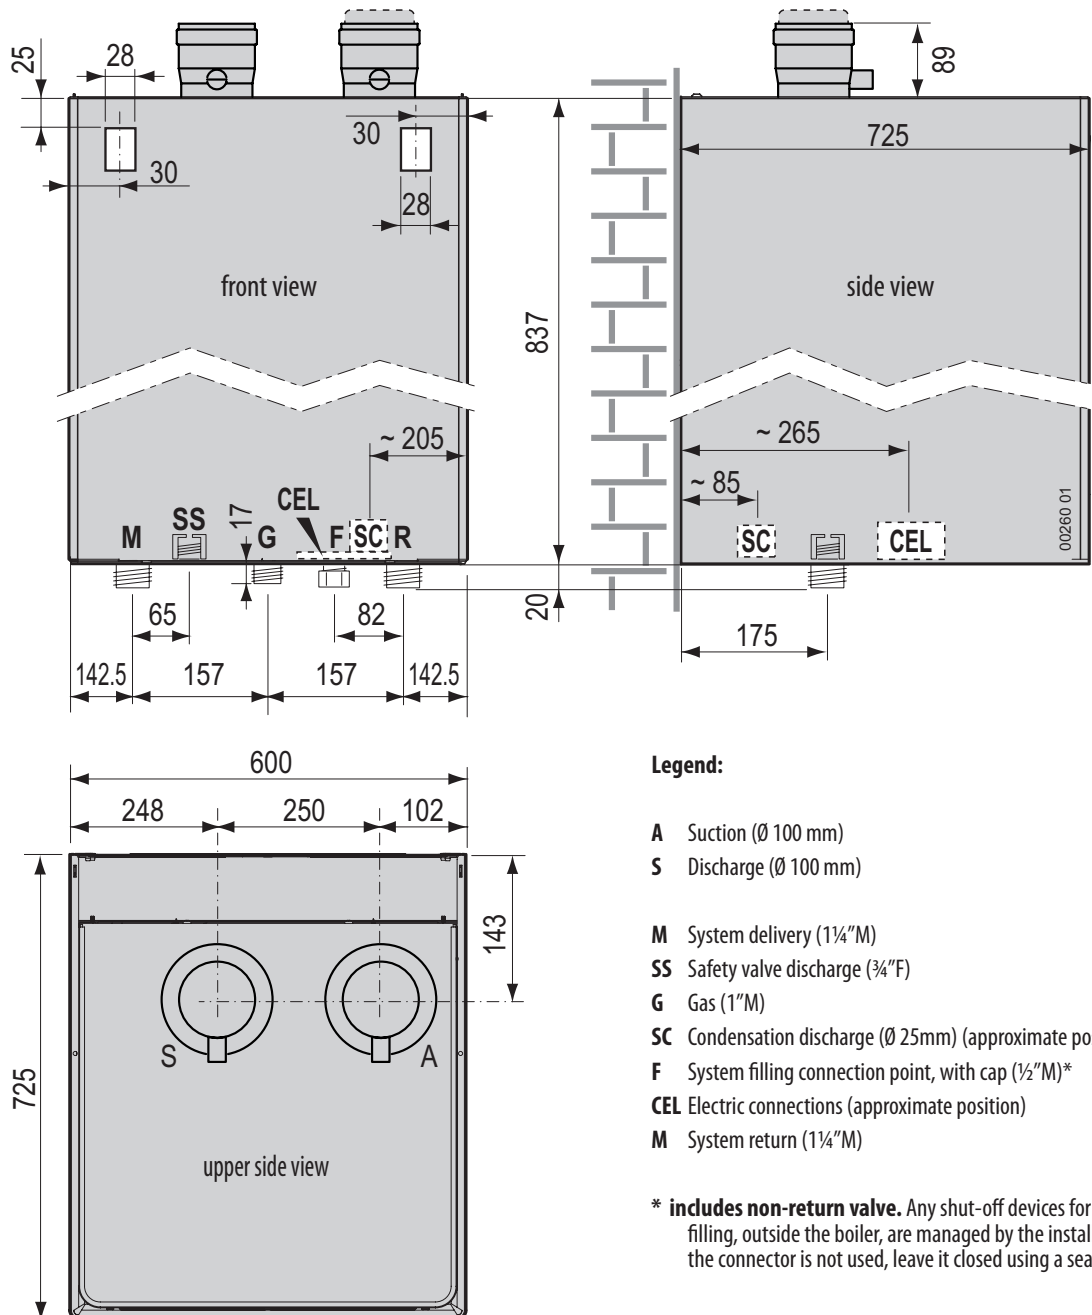 25
28
89
30
725
30
28
front view
side view
837
~ 205
~ 265
~ 85
17
CEL
M
SS
G
F
SC
R
SC
CEL
00260 01
65
82
20
175
142.5
157
157
142.5
600
248
250
102
143
S
A
725
upper side view
Legend:
A Suction (Ø 100 mm)
S Discharge (Ø 100 mm)
M System delivery (1¼”M)
SS Safety valve discharge (¾”F)
G Gas (1”M)
SC Condensation discharge (Ø 25mm) (approximate po
F System filling connection point, with cap (½”M)*
CEL Electric connections (approximate position)
M System return (1¼”M)
* includes non-return valve. Any shut-off devices for
filling, outside the boiler, are managed by the instal
the connector is not used, leave it closed using a sea